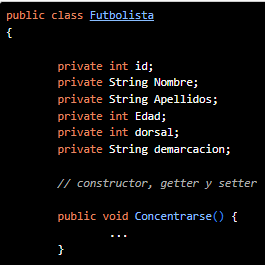 public class Futbolista
{
private int id;
private String Nombre;
private String Apellidos;
private int Edad;
private int dorsal;
private String demarcacion;
// constructor, getter y setter
public void Concentrarse() {
...
}